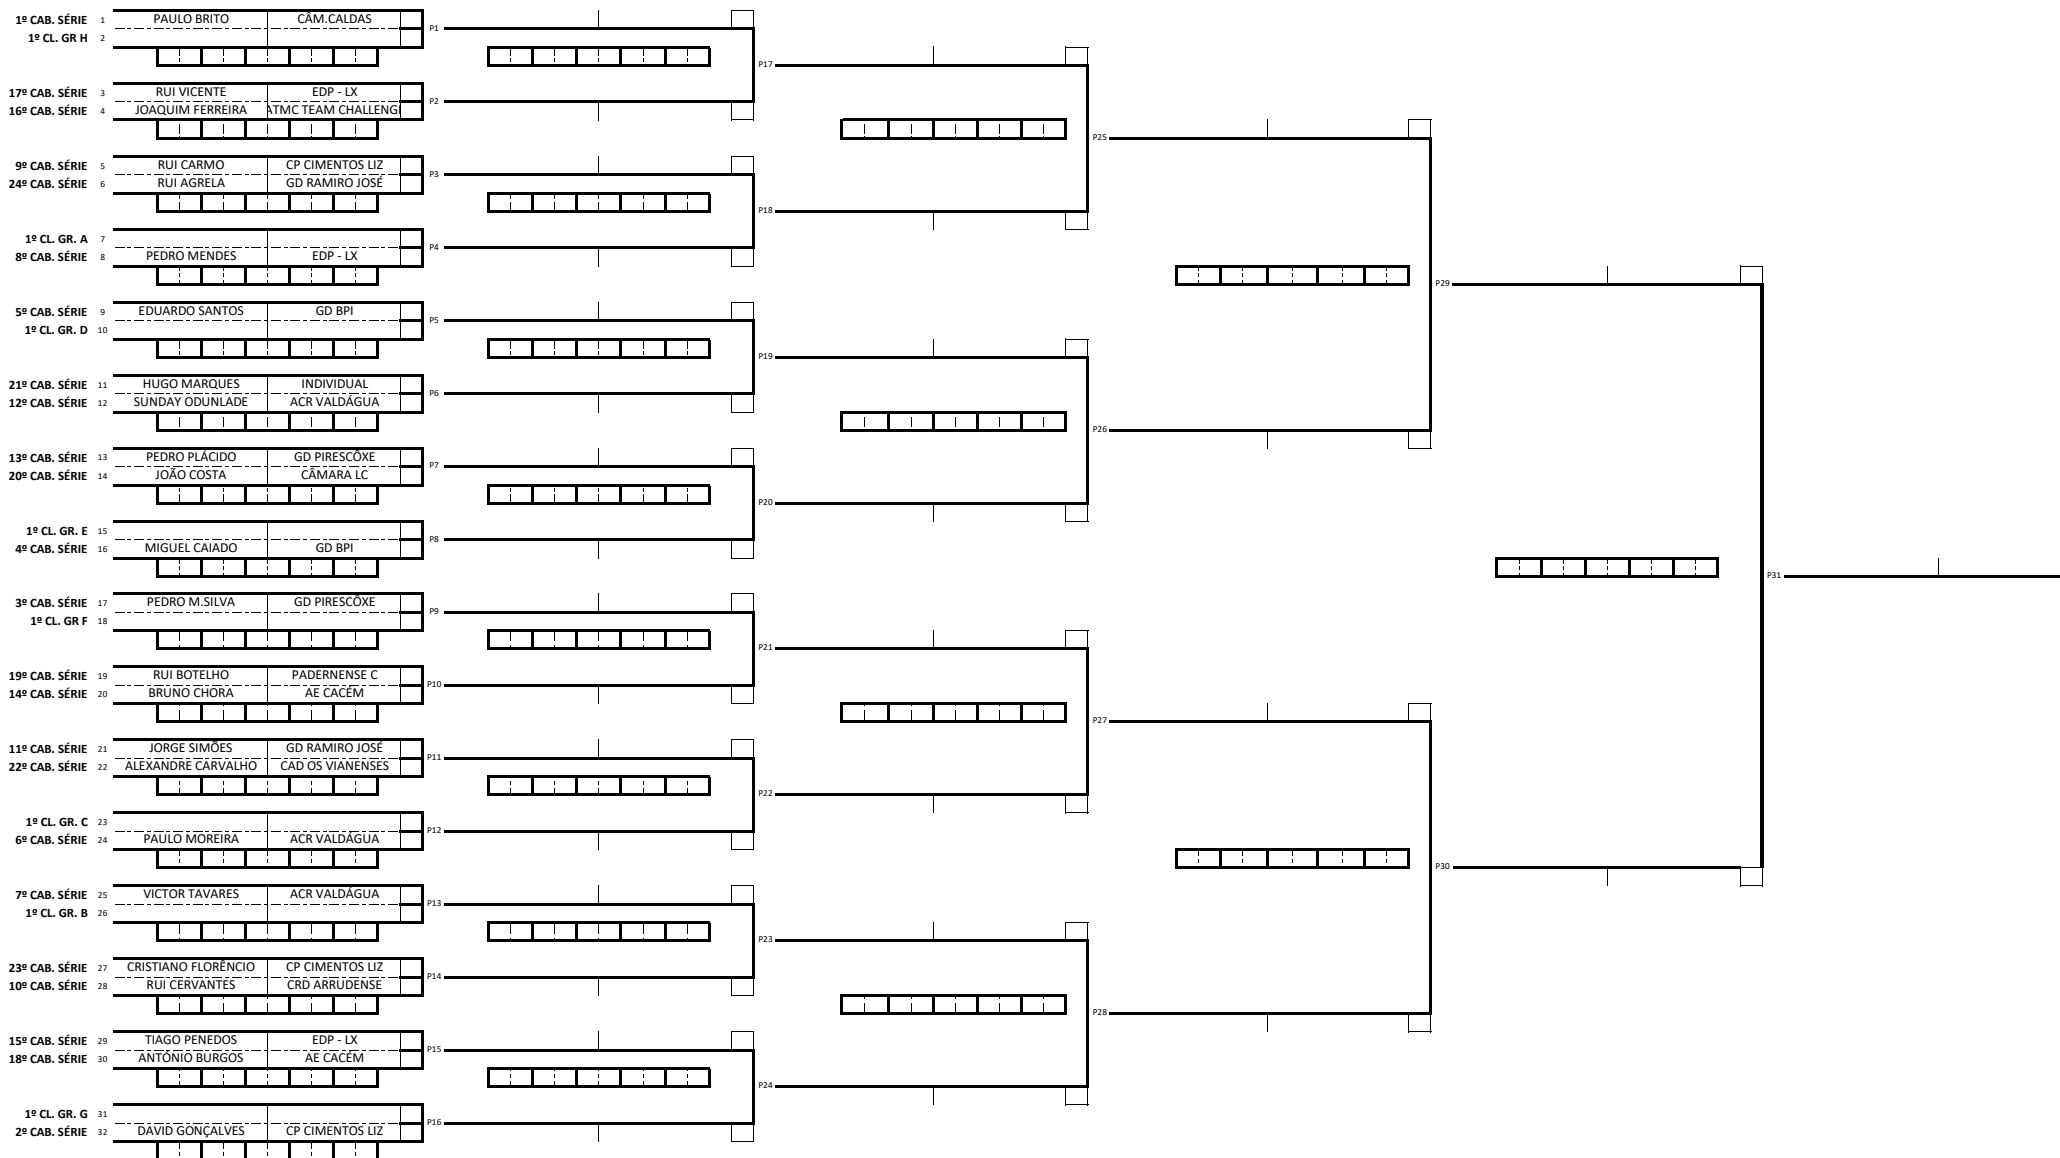 1º CAB. SÉRIE 1 PAULO BRITO CÂM.CALDAS
P1
1º CL. GR H 2
P17
17º CAB. SÉRIE 3 RUI VICENTE EDP - LX
P2
16º CAB. SÉRIE 4 JOAQUIM FERREIRA ATMC TEAM CHALLENG
P25
9º CAB. SÉRIE 5 RUI CARMO CP CIMENTOS LIZ
P3
24º CAB. SÉRIE 6 RUI AGRELA GD RAMIRO JOSÉ
P18
1º CL. GR. A 7
P4
8º CAB. SÉRIE 8 PEDRO MENDES EDP - LX
P29
5º CAB. SÉRIE 9 EDUARDO SANTOS GD BPI
P5
1º CL. GR. D 10
P19
21º CAB. SÉRIE 11 HUGO MARQUES INDIVIDUAL
P6
12º CAB. SÉRIE 12 SUNDAY ODUNLADE ACR VALDÁGUA
P26
13º CAB. SÉRIE 13 PEDRO PLÁCIDO GD PIRESCÔXE
P7
20º CAB. SÉRIE 14 JOÃO COSTA CÂMARA LC
P20
1º CL. GR. E 15
P8
4º CAB. SÉRIE 16 MIGUEL CAIADO GD BPI
P31
3º CAB. SÉRIE 17 PEDRO M.SILVA GD PIRESCÔXE
P9
1º CL. GR F 18
P21
19º CAB. SÉRIE 19 RUI BOTELHO PADERNENSE C
P10
14º CAB. SÉRIE 20 BRUNO CHORA AE CACÉM
P27
11º CAB. SÉRIE 21 JORGE SIMÕES GD RAMIRO JOSÉ
P11
22º CAB. SÉRIE 22 ALEXANDRE CARVALHO CAD OS VIANENSES
P22
1º CL. GR. C 23
P12
6º CAB. SÉRIE 24 PAULO MOREIRA ACR VALDÁGUA
P30
7º CAB. SÉRIE 25 VICTOR TAVARES ACR VALDÁGUA
P13
1º CL. GR. B 26
P23
23º CAB. SÉRIE 27 CRISTIANO FLORÊNCIO CP CIMENTOS LIZ
P14
10º CAB. SÉRIE 28 RUI CERVANTES CRD ARRUDENSE
P28
15º CAB. SÉRIE 29 TIAGO PENEDOS EDP - LX
P15
18º CAB. SÉRIE 30 ANTÓNIO BURGOS AE CACÉM
P24
1º CL. GR. G 31
P16
2º CAB. SÉRIE 32 DAVID GONÇALVES CP CIMENTOS LIZ